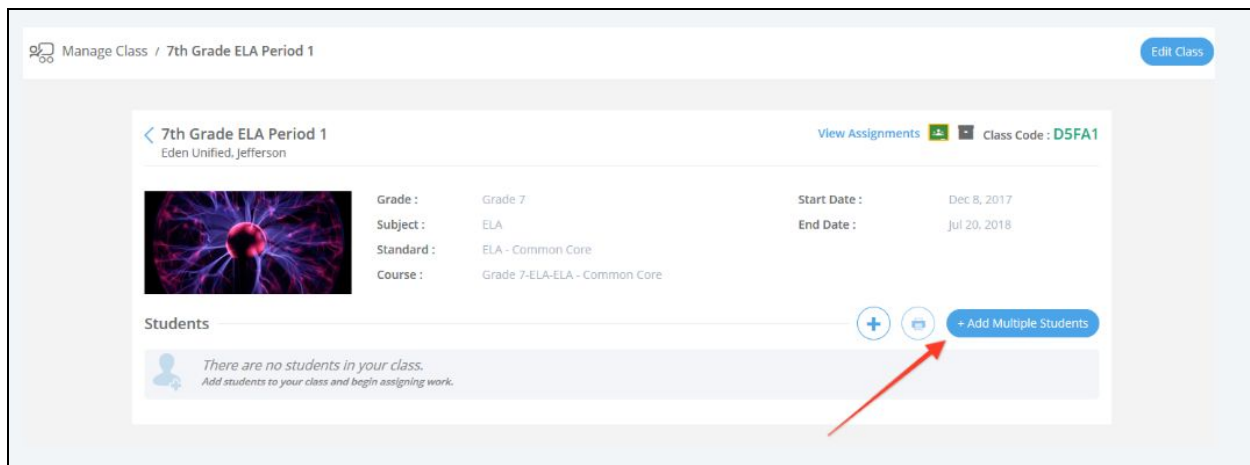 Manage Class / 7th Grade ELA Period 1
Edit Class
7th Grade ELA Period 1
Eden Unified, Jefferson
View Assignments
Class Code : D5FA1
Grade : Grade 7
Start Date : Dec 8, 2017
Subject : ELA
End Date : Jul 20, 2018
Standard : ELA - Common Core
Course : Grade 7-ELA-ELA - Common Core
Students
+ Add Multiple Students
There are no students in your class.
Add students to your class and begin assigning work.